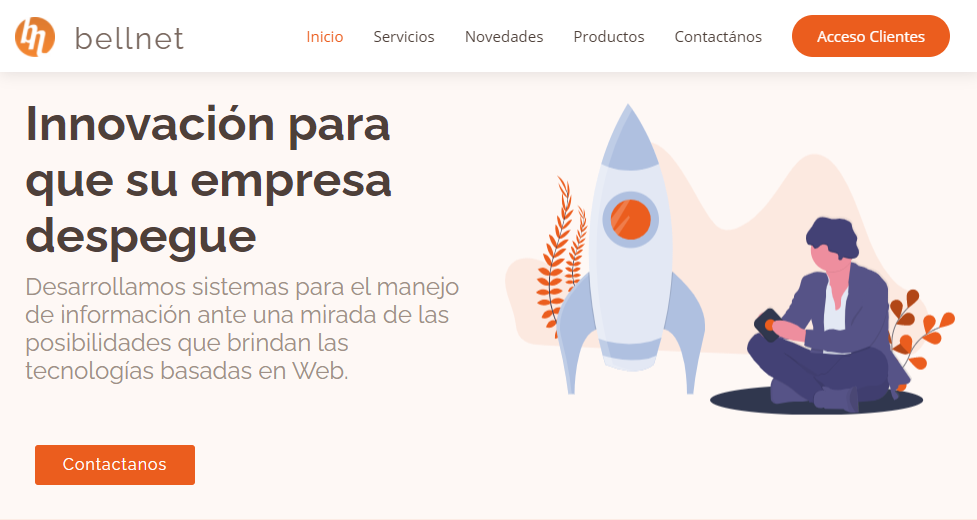 bn
bellnet
Inicio
Servicios
Novedades
Productos
Contactános
Acceso Clientes
Innovación para
que su empresa
despegue
Desarrollamos sistemas para el manejo
de información ante una mirada de las
posibilidades que brindan las
tecnologías basadas en Web.
Contactanos